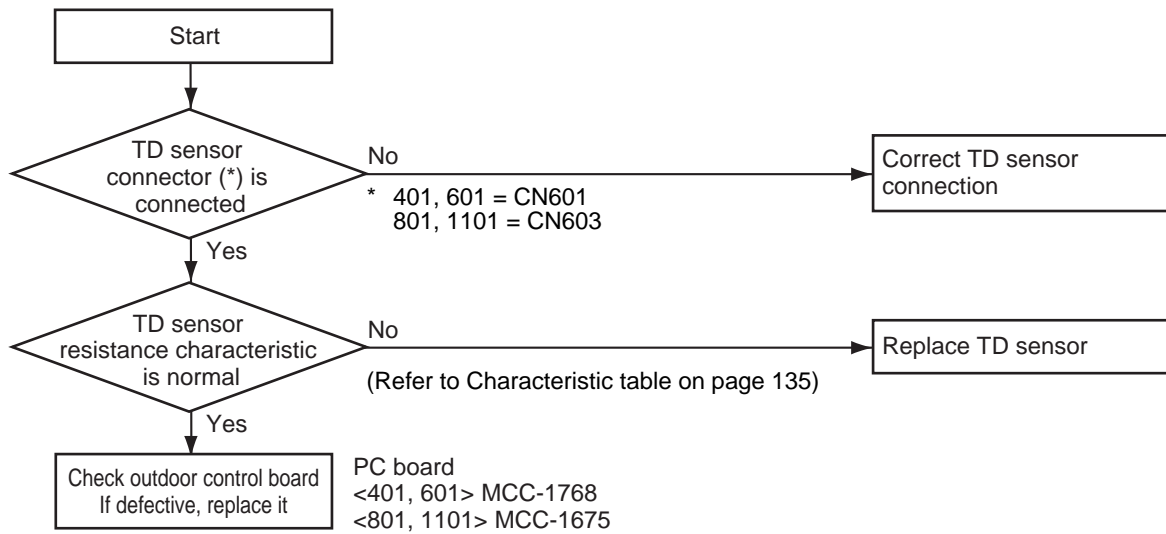 Start
TD sensor
connector (*) is
connected
No
* 401, 601 = CN601
801, 1101 = CN603
Correct TD sensor
connection
Yes
TD sensor
resistance characteristic
is normal
No
(Refer to Characteristic table on page 135)
Replace TD sensor
Yes
Check outdoor control board
If defective, replace it
PC board
<401, 601> MCC-1768
<801, 1101> MCC-1675